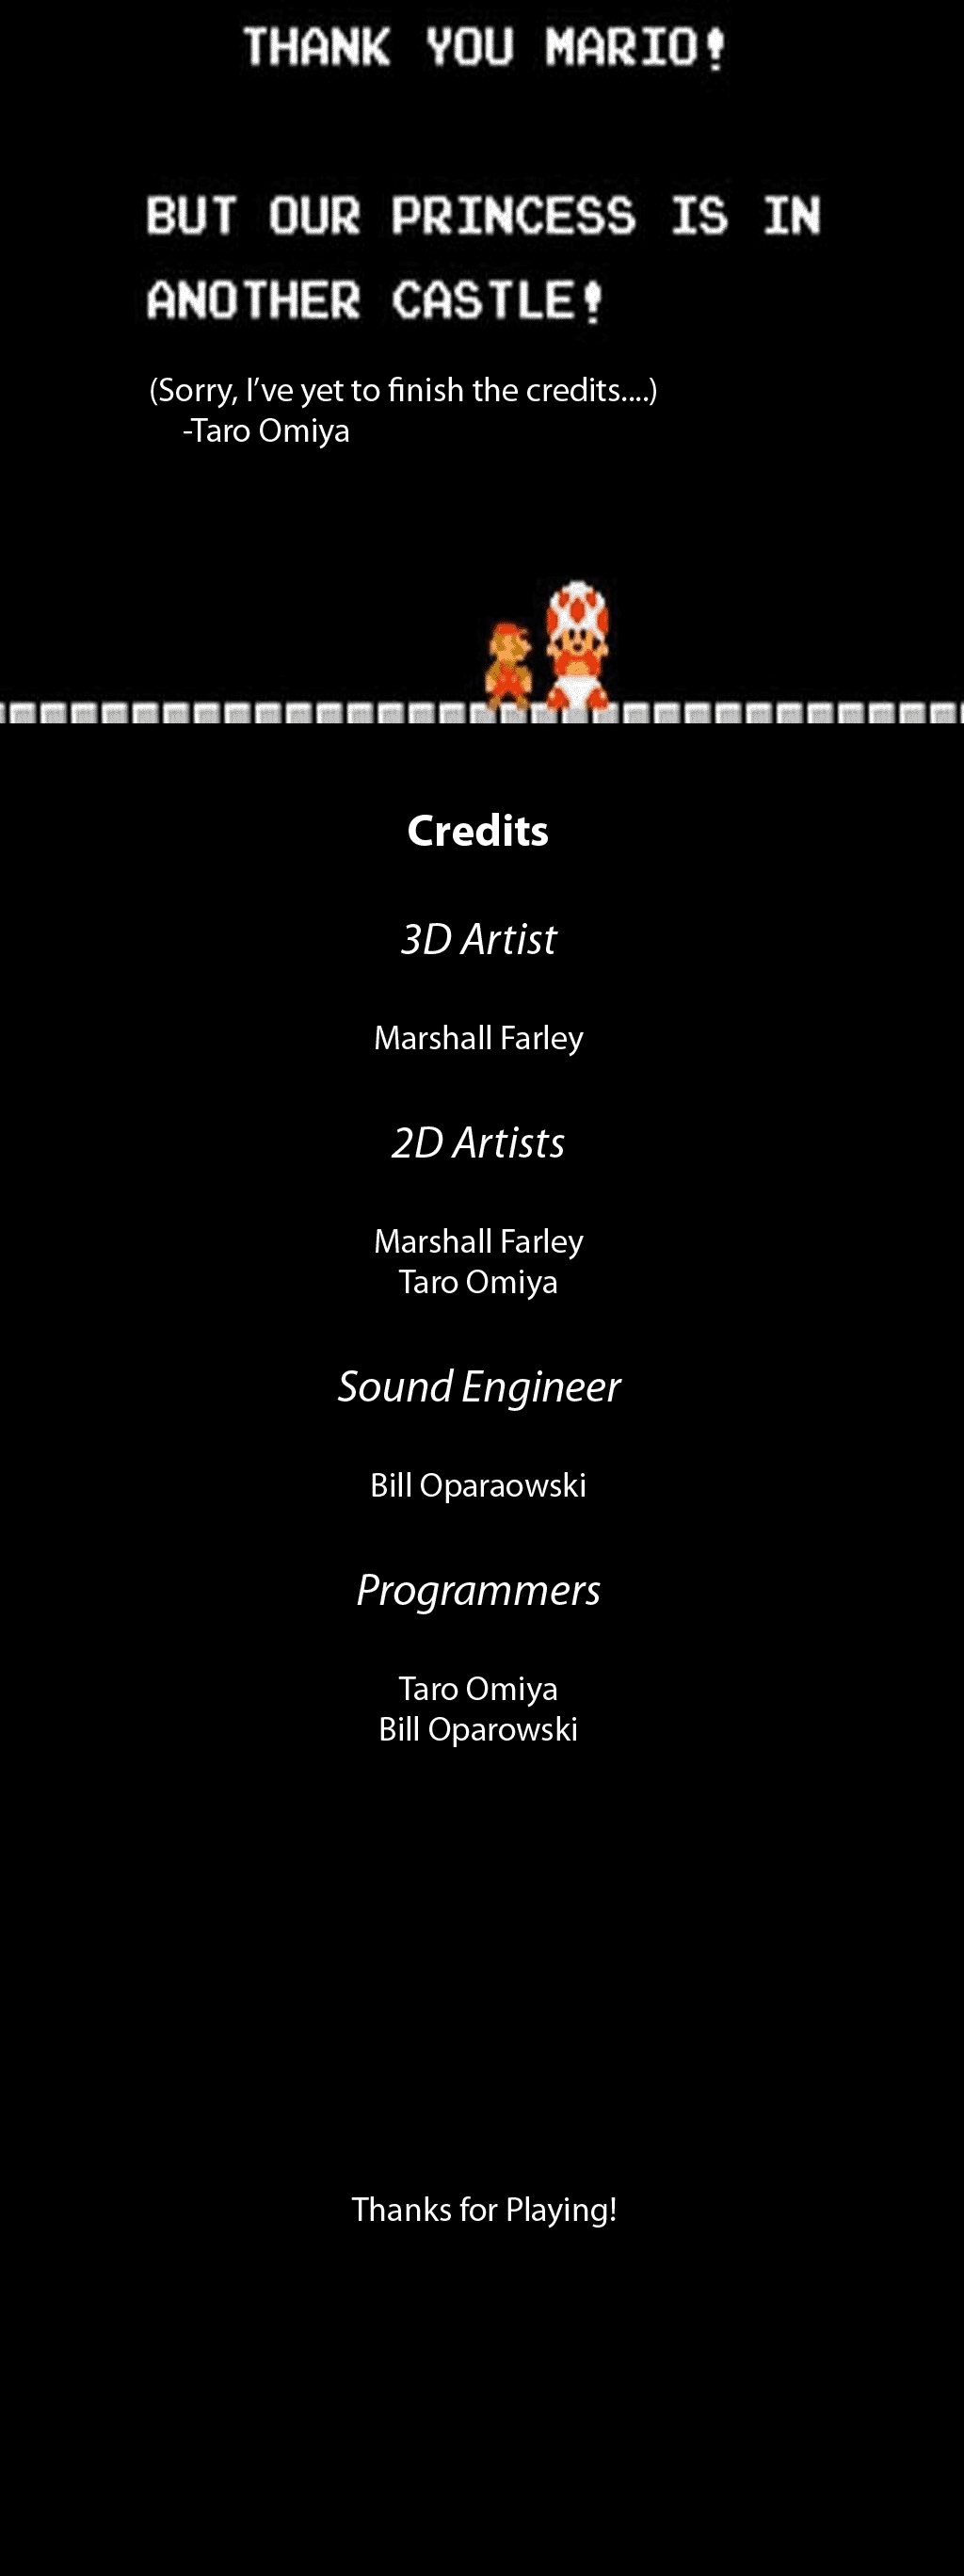 THANK YOU MARIO!
BUT OUR PRINCESS IS IN
ANOTHER CASTLE!
(Sorry, I’ve yet to finish the credits....)
-Taro Omiya
Credits
3D Artist
Marshall Farley
2D Artists
Marshall Farley
Taro Omiya
Sound Engineer
Bill Oparaowski
Programmers
Taro Omiya
Bill Oparowski
Thanks for Playing!